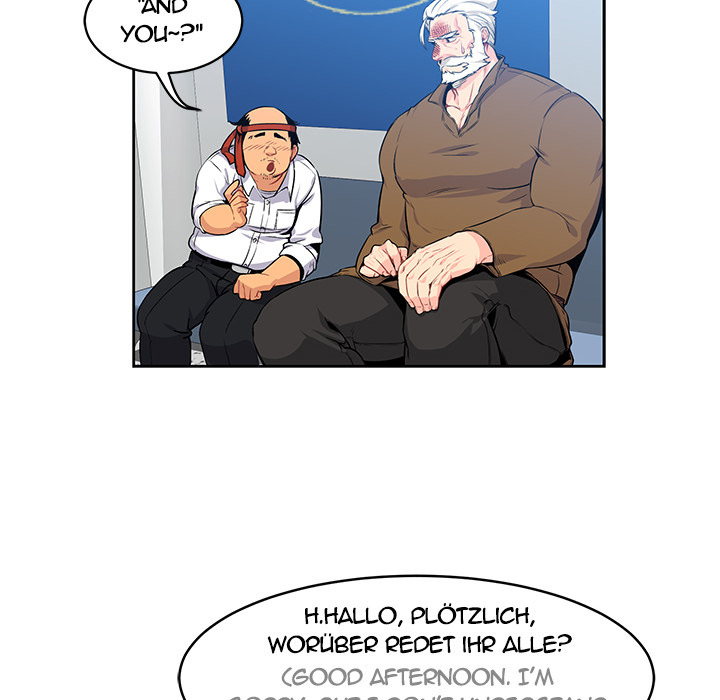 "AND
YOU~?"
H.HALLO, PLÖTZLICH,
WORÜBER REDET IHR ALLE?
(GOOD AFTERNOON. I'M